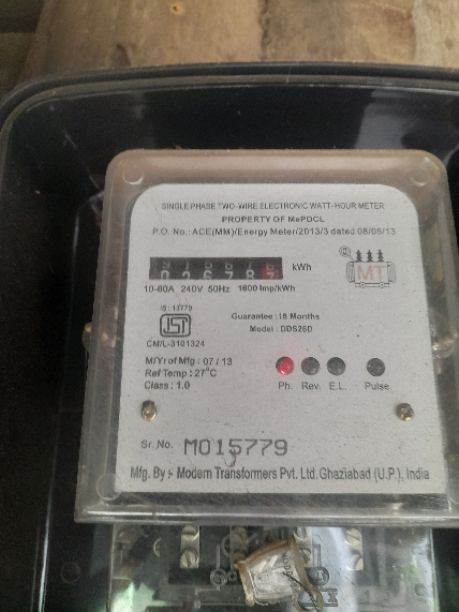 SINGLE PHASE TWO-WIRE ELECTRONIC WATT-HOUR METER
PROPERTY OF MePDCL
P.O. No.: ACE(MM)/Energy Meter/2013/3 dated 08/05/13
kWh
MT
10-60A 240V 50Hz 1600 Imp/kWh
IS : 13779
Guarantee : 18 Months
Model : DDS26D
CM/L-3101324
M/Yr of Mfg : 07 / 13
Ref Temp : 27°C
Class : 1.0
Ph. Rev. E.L. Pulse
Sr. No. M015779
Mfg. By :- Modern Transformers Pvt. Ltd. Ghaziabad (U.P.), India